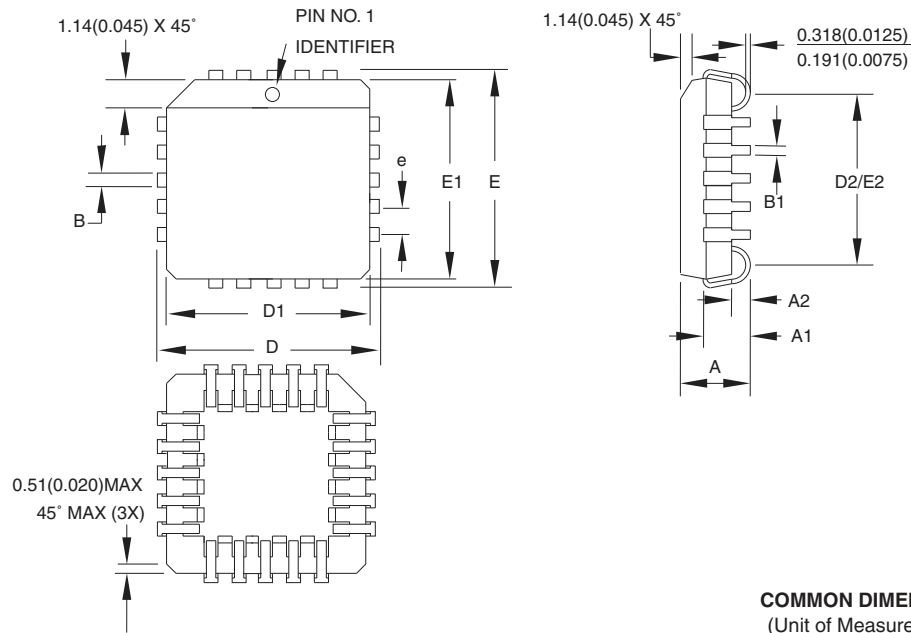 1.14(0.045) X 45˚
PIN NO. 1
IDENTIFIER
1.14(0.045) X 45˚
0.318(0.0125)
0.191(0.0075)
e
E1
E
B
B1
D2/E2
D1
D
A2
A1
A
0.51(0.020)MAX
45˚ MAX (3X)
COMMON
(Unit of